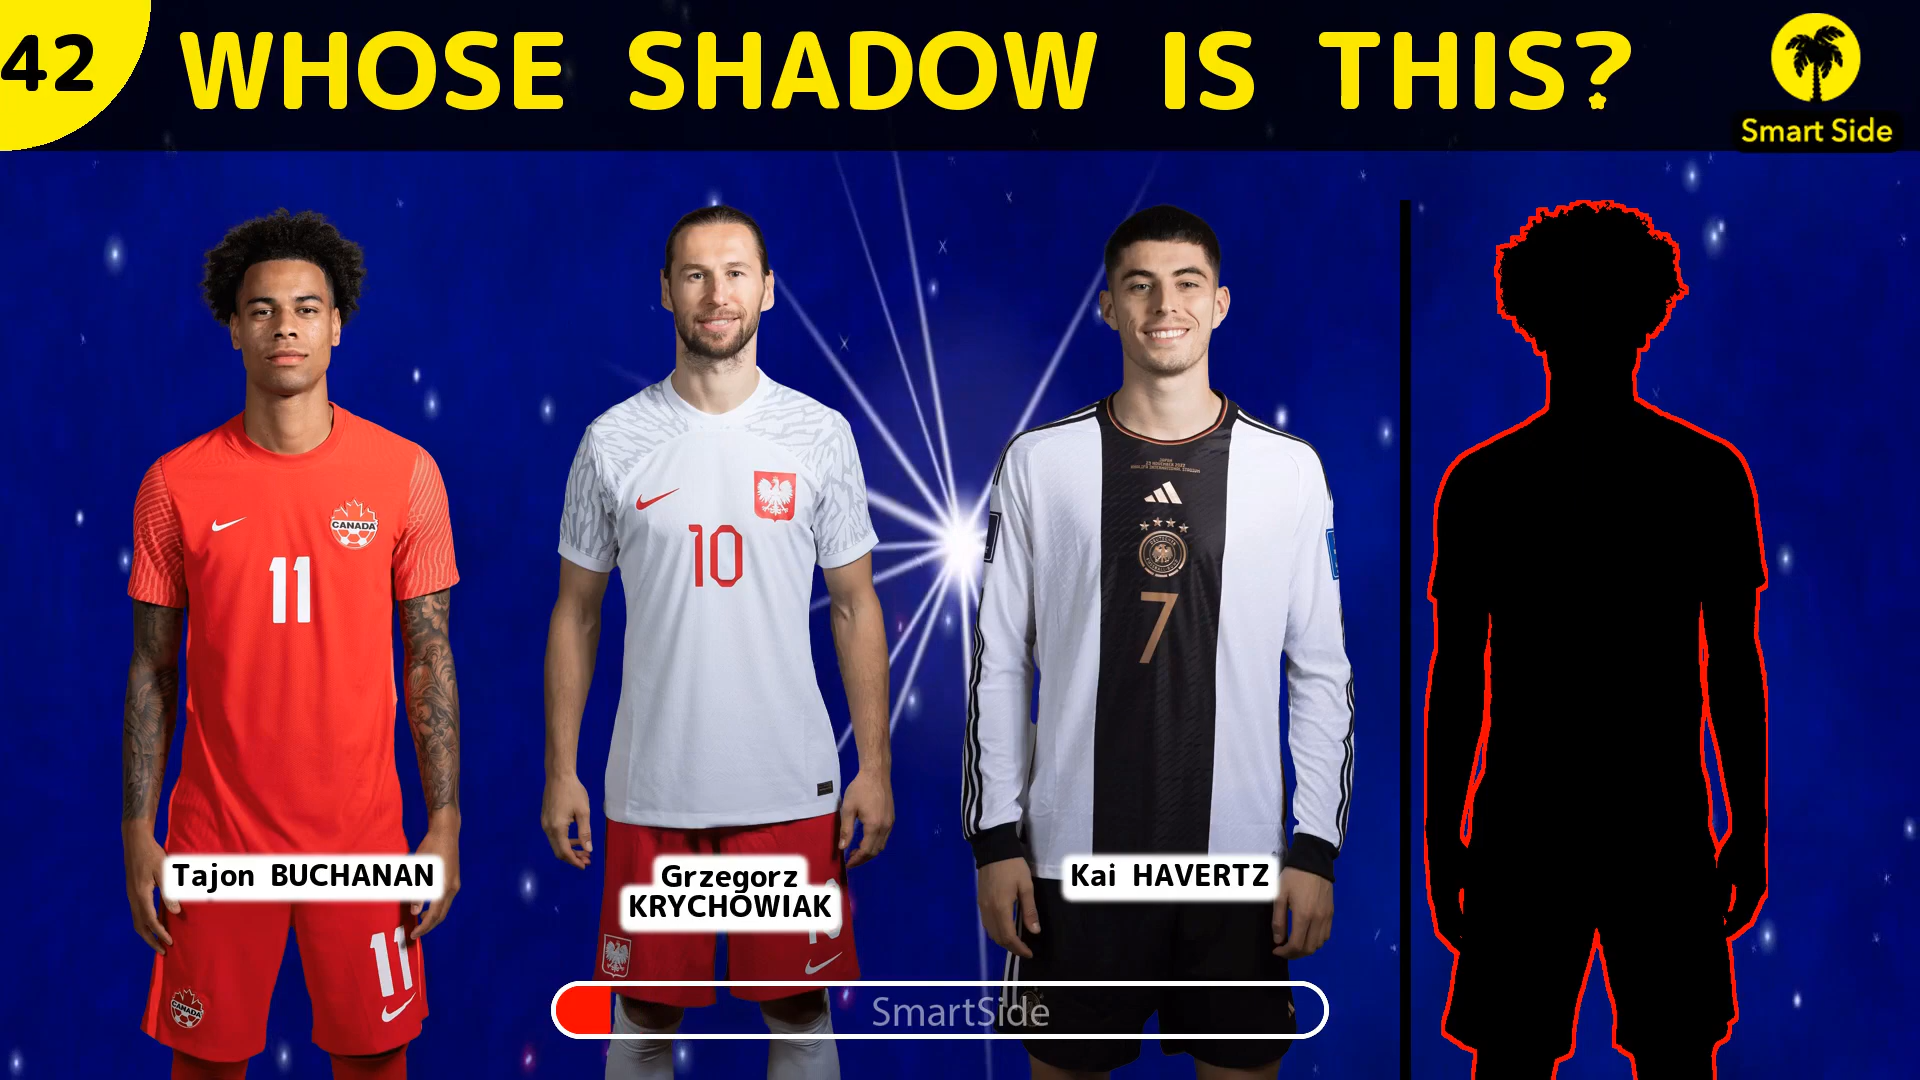 42
WHOSE SHADOW IS THIS?
Smart Side
CANADA
11
10
7
Tajon BUCHANAN
Grzegorz
KRYCHOWIAK
Kai HAVERTZ
11
CANADA
SmartSide